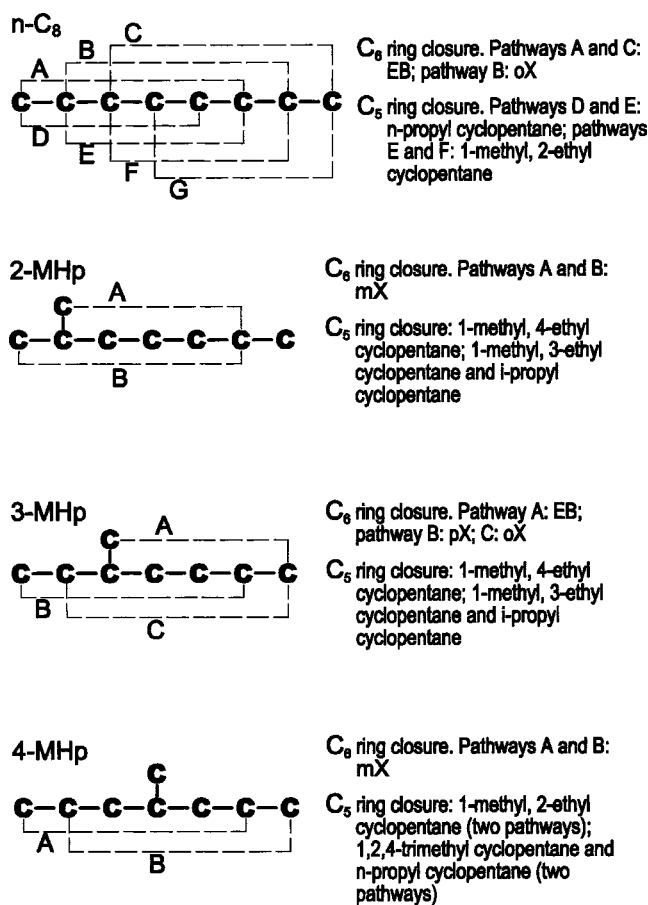 n-C8
C
B
A
C-C-C-C-C-C-C-C
D
E
F
G
C6 ring closure. Pathways A and C:
EB; pathway B: oX
C5 ring closure. Pathways D and E:
n-propyl cyclopentane; pathways
E and F: 1-methyl, 2-ethyl
cyclopentane
2-MHp
C
A
C-C-C-C-C-C-C
B
C6 ring closure. Pathways A and B:
mX
C5 ring closure: 1-methyl, 4-ethyl
cyclopentane; 1-methyl, 3-ethyl
cyclopentane and i-propyl
cyclopentane
3-MHp
C
A
C-C-C-C-C-C-C
B
C
C6 ring closure. Pathway A: EB;
pathway B: pX; C: oX
C5 ring closure: 1-methyl, 4-ethyl
cyclopentane; 1-methyl, 3-ethyl
cyclopentane and i-propyl
cyclopentane
4-MHp
C
C-C-C-C-C-C-C
A
B
C6 ring closure. Pathways A and B:
mX
C5 ring closure: 1-methyl, 2-ethyl
cyclopentane (two pathways);
1,2,4-trimethyl cyclopentane and
n-propyl cyclopentane (two
pathways)